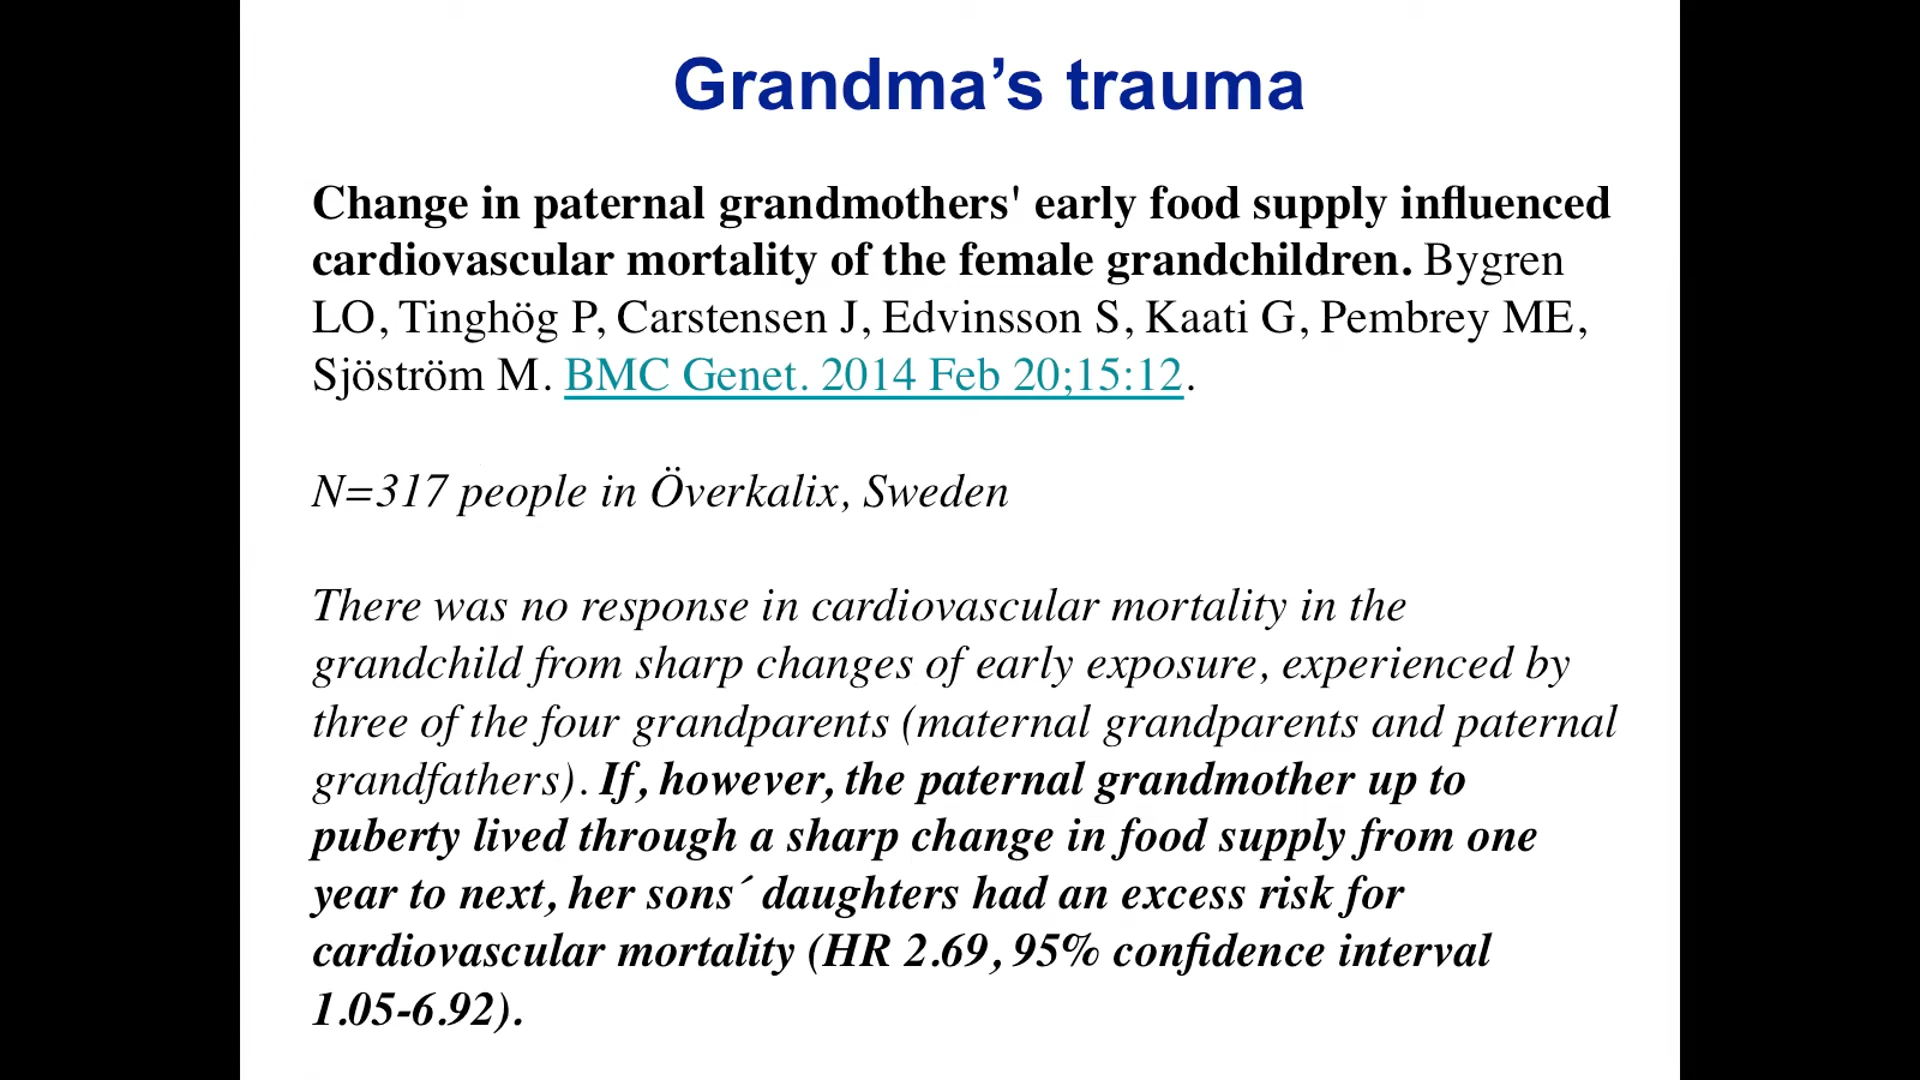 Grandma’s trauma
Change in paternal grandmothers' early food supply influenced
cardiovascular mortality of the female grandchildren. Bygren
LO, Tinghög P, Carstensen J, Edvinsson S, Kaati G, Pembrey ME,
Sjöström M. BMC Genet. 2014 Feb 20;15:12.
N=317 people in Överkalix, Sweden
There was no response in cardiovascular mortality in the
grandchild from sharp changes of early exposure, experienced by
three of the four grandparents (maternal grandparents and paternal
grandfathers). If, however, the paternal grandmother up to
puberty lived through a sharp change in food supply from one
year to next, her sons´ daughters had an excess risk for
cardiovascular mortality (HR 2.69, 95% confidence interval
1.05-6.92).